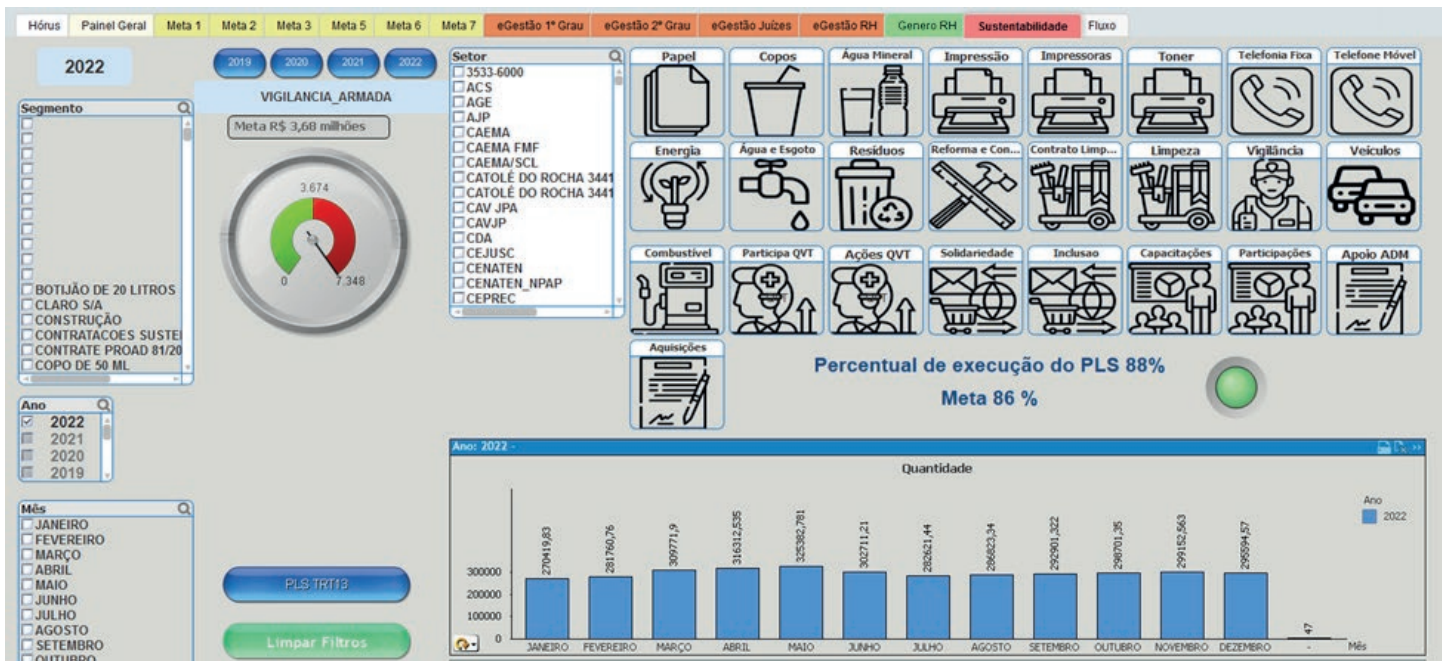 Hórus Painel Geral Meta 1 Meta 2 Meta 3 Meta 5 Meta 6 Meta 7 eGestão 1º Grau eGestão 2º Grau eGestão Juízes eGestão RH Genero RH Sustentabilidade Fluxo
2022
2019 2020 2021 2022
VIGILANCIA_ARMADA
Meta R$ 3,68 milhões
3.674
0 7.348
Segmento
BOTIJÃO DE 20 LITROS
CLARO S/A
CONSTRUÇÃO
CONTRATACOES SUSTE
CONTRATE PROAD 81/20
COPO DE 50 ML
Ano
2022
2021
2020
2019
Mês
JANEIRO
FEVEREIRO
MARÇO
ABRIL
MAIO
JUNHO
JULHO
AGOSTO
SETEMBRO
OUTUBRO
PLS TRT13
Limpar Filtros
Setor
3533-6000
ACS
AGE
AJP
CAEMA
CAEMA FMF
CAEMA/SCL
CATOLÉ DO ROCHA 3441
CATOLÉ DO ROCHA 3441
CAV JPA
CAVJP
CDA
CEJUSC
CENATEN
CENATEN_NPAP
CEPREC
Papel Copos Água Mineral Impressão Impressoras Toner Telefonia Fixa Telefone Móvel
Energia Água e Esgoto Resíduos Reforma e Con... Contrato Limp... Limpeza Vigilância Veiculos
Combustível Participa QVT Ações QVT Solidariedade Inclusao Capacitações Participações Apoio ADM
Aquisições
Percentual de execução do PLS 88%
Meta 86 %
Ano: 2022 -
Quantidade
300000
200000
100000
0
270419,83 281760,76 309771,9 316312,535 325382,781 302711,21 282621,44 286823,34 292901,322 298701,35 299152,563 295594,57 47
JANEIRO FEVEREIRO MARÇO ABRIL MAIO JUNHO JULHO AGOSTO SETEMBRO OUTUBRO NOVEMBRO DEZEMBRO - Mês
Ano
2022